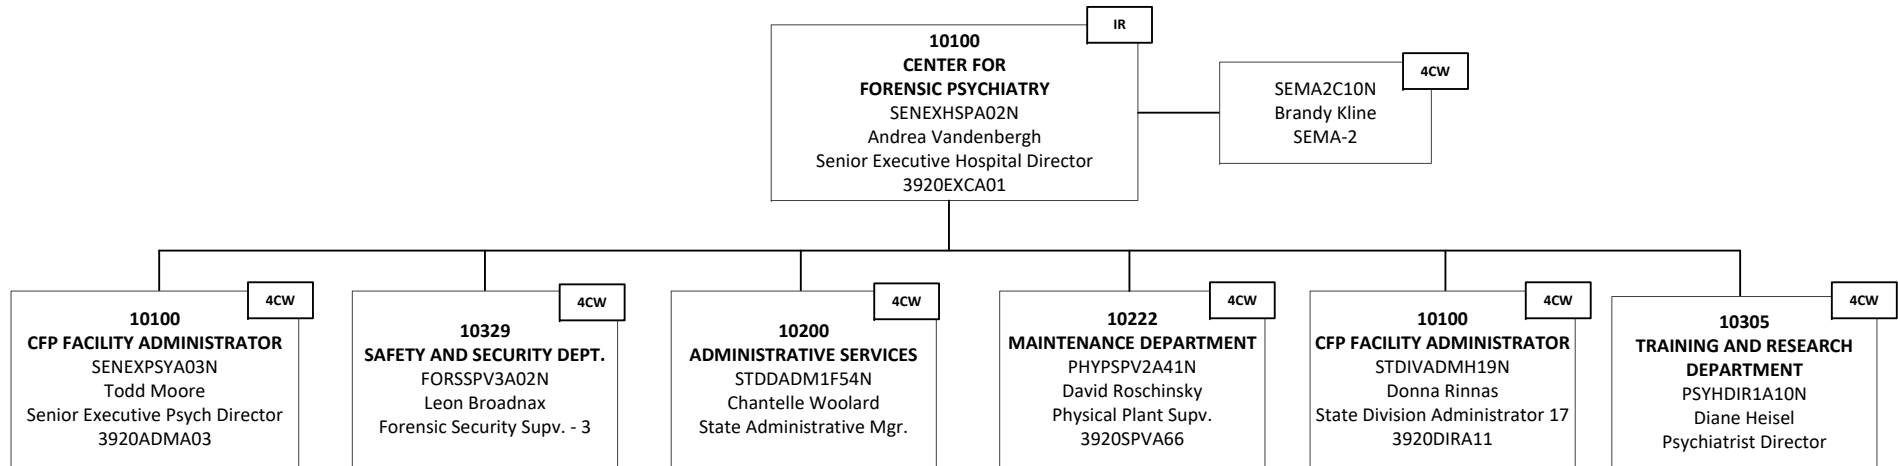 IR
10100
CENTER FOR
FORENSIC PSYCHIATRY
SENEXHSPA02N
Andrea Vandenbergh
Senior Executive Hospital Director
3920EXCA01
4CW
SEMA2C10N
Brandy Kline
SEMA-2
4CW
10100
CFP FACILITY ADMINISTRATOR
SENEXPSYA03N
Todd Moore
Senior Executive Psych Director
3920ADMA03
4CW
10329
SAFETY AND SECURITY DEPT.
FORSSPV3A02N
Leon Broadnax
Forensic Security Supv. - 3
4CW
10200
ADMINISTRATIVE SERVICES
STDDADM1F54N
Chantelle Woolard
State Administrative Mgr.
4CW
10222
MAINTENANCE DEPARTMENT
PHYPSPV2A41N
David Roschinsky
Physical Plant Supv.
3920SPVA66
4CW
10100
CFP FACILITY ADMINISTRATOR
STDIVADMH19N
Donna Rinnas
State Division Administrator 17
3920DIRA11
4CW
10305
TRAINING AND RESEARCH
DEPARTMENT
PSYHDIR1A10N
Diane Heisel
Psychiatrist Director